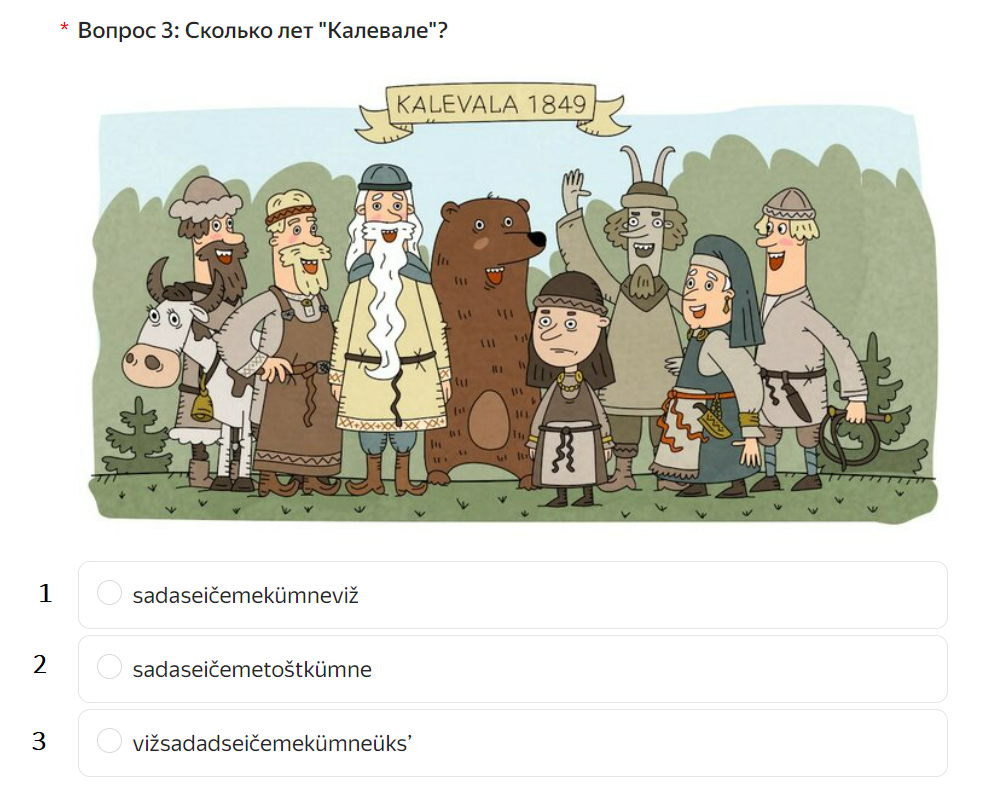 * Вопрос 3: Сколько лет "Калевале"?
KALEVALA 1849
1 sadaseičemekümneviž
2 sadaseičemetoštkümne
3 vižsadadseičemekümneüks’